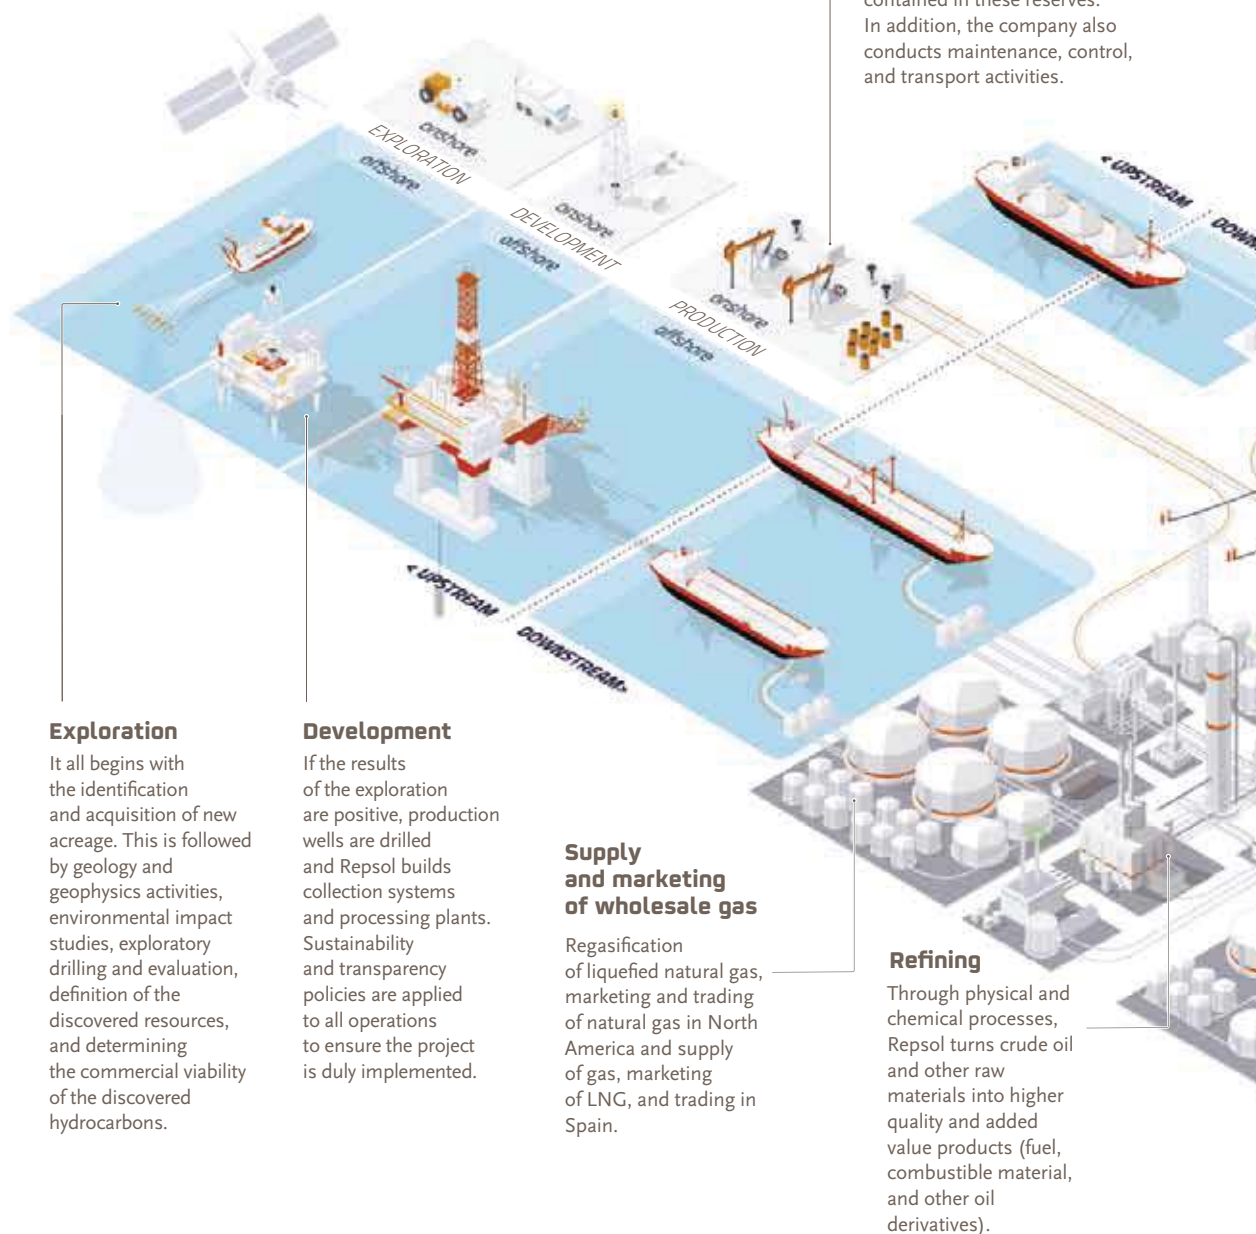 contained in these reserves.
In addition, the company also
conducts maintenance, control,
and transport activities.
onshore
EXPLORATION
offshore
onshore
DEVELOPMENT
offshore
onshore
PRODUCTION
offshore
< UPSTREAM
< UPSTREAM
DOWNSTREAM>
Exploration
It all begins with
the identification
and acquisition of new
acreage. This is followed
by geology and
geophysics activities,
environmental impact
studies, exploratory
drilling and evaluation,
definition of the
discovered resources,
and determining
the commercial viability
of the discovered
hydrocarbons.
Development
If the results
of the exploration
are positive, production
wells are drilled
and Repsol builds
collection systems
and processing plants.
Sustainability
and transparency
policies are applied
to all operations
to ensure the project
is duly implemented.
Supply
and marketing
of wholesale gas
Regasification
of liquefied natural gas,
marketing and trading
of natural gas in North
America and supply
of gas, marketing
of LNG, and trading in
Spain.
Refining
Through physical and
chemical processes,
Repsol turns crude oil
and other raw
materials into higher
quality and added
value products (fuel,
combustible material,
and other oil
derivatives).